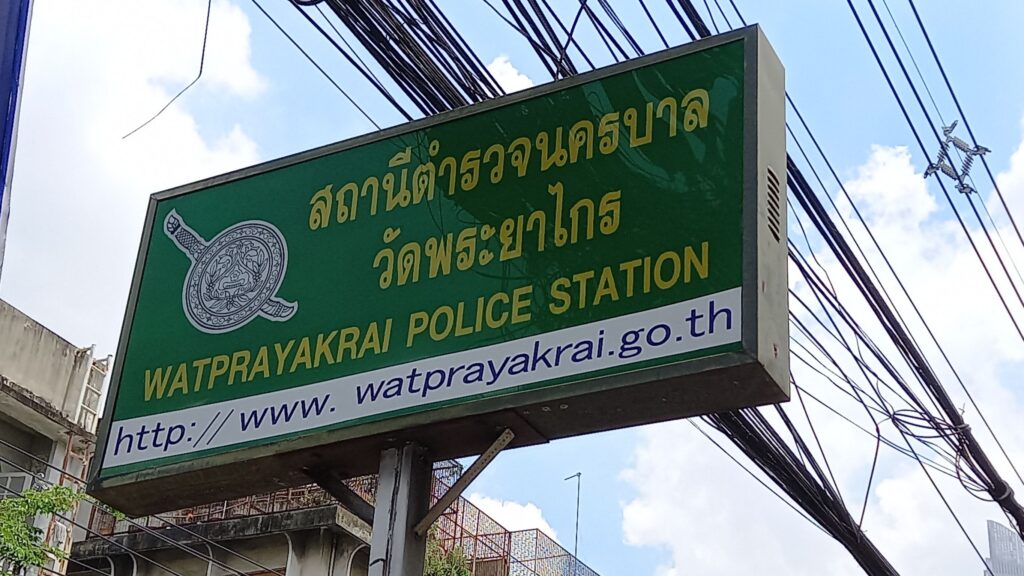 สถานีตำรวจนครบาล
วัดพระยาไกร
WATPRAYAKRAI POLICE STATION
http://www. watprayakrai.go.th